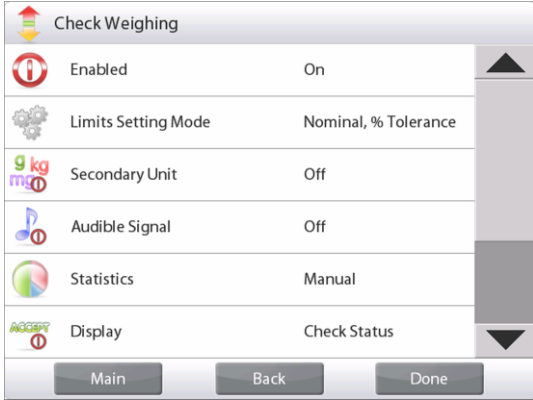 Check Weighing
Enabled On
Limits Setting Mode Nominal, % Tolerance
g kg
mg
Secondary Unit Off
Audible Signal Off
Statistics Manual
ACCEPT
Display Check Status
Main Back Done